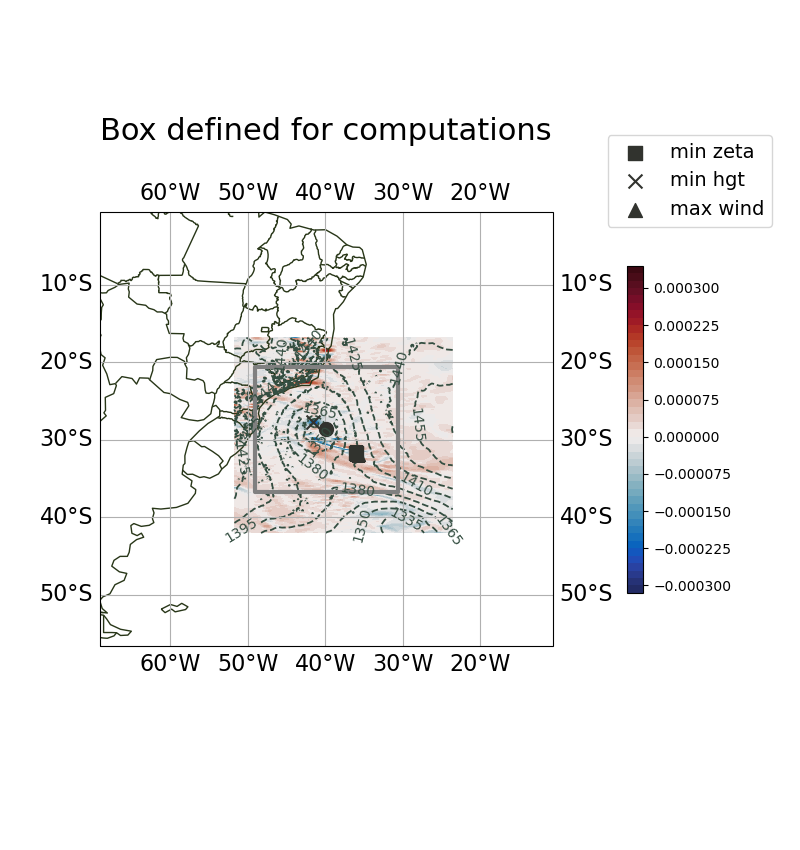 Box defined for computations
min zeta
min hgt
max wind
60°W 50°W 40°W 30°W 20°W
10°S 10°S
20°S 20°S
30°S 30°S
40°S 40°S
50°S 50°S
60°W 50°W 40°W 30°W 20°W
1425
1365
1455
1380
1380
1410
1395
1350
1335
1365
0.000300
0.000225
0.000150
0.000075
0.000000
−0.000075
−0.000150
−0.000225
−0.000300